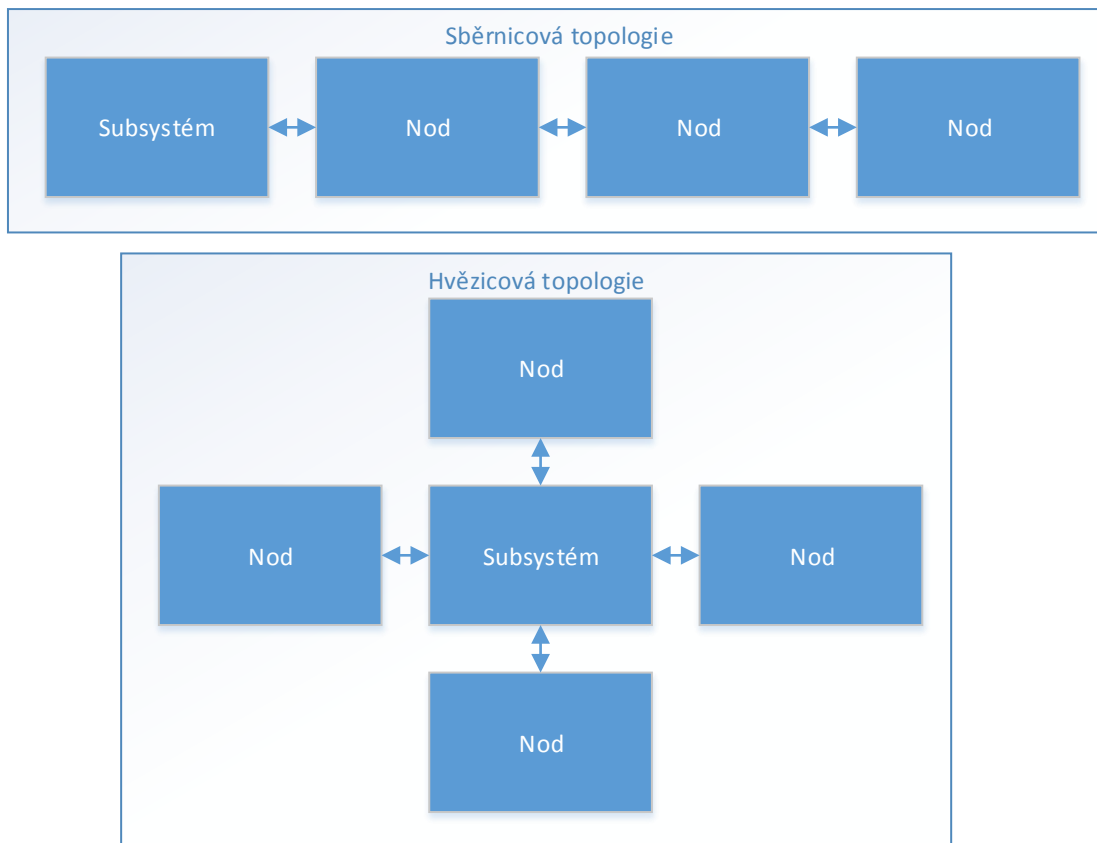 Sběrnicová topologie
Subsystém Nod Nod Nod
Hvězicová topologie
Nod
Nod Subsystém Nod
Nod